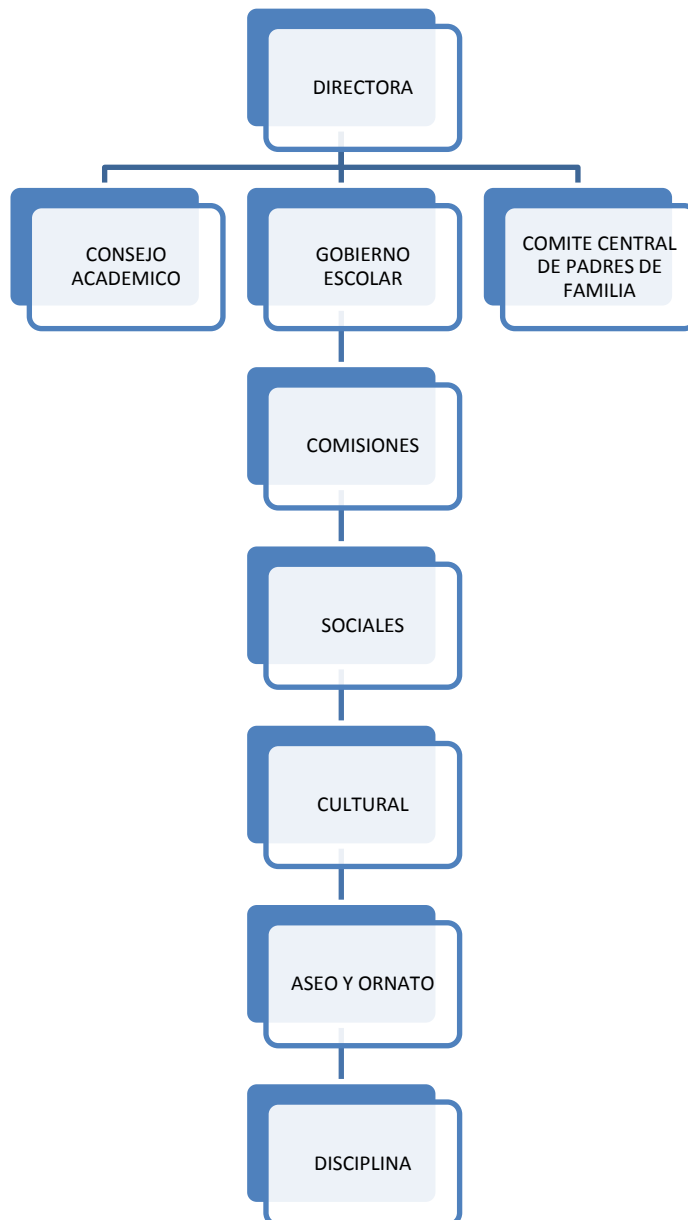 DIRECTORA
CONSEJO
ACADEMICO
GOBIERNO
ESCOLAR
COMITE CENTRAL
DE PADRES DE
FAMILIA
COMISIONES
SOCIALES
CULTURAL
ASEO Y ORNATO
DISCIPLINA